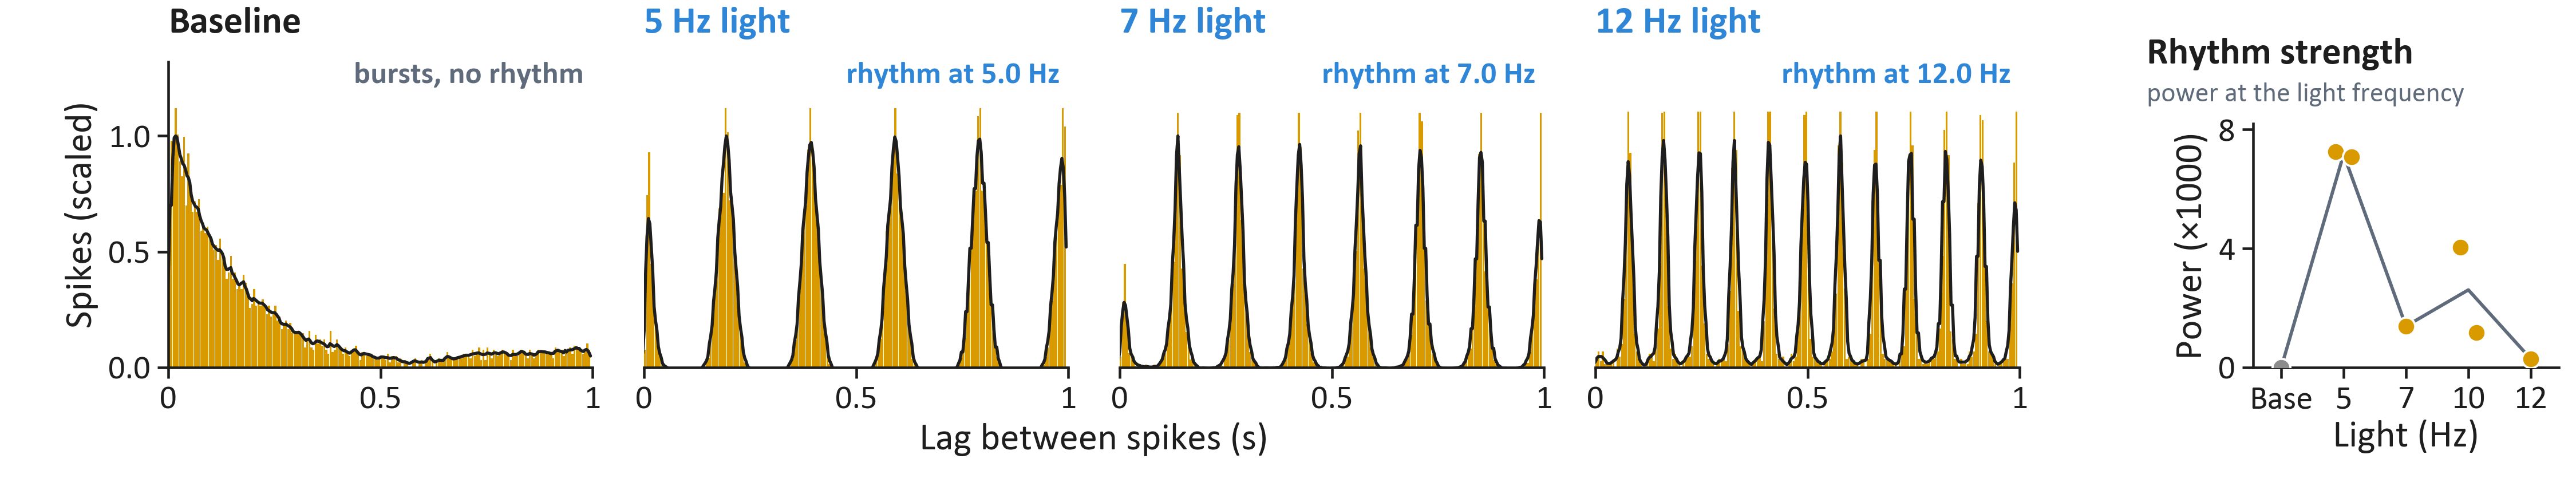 Baseline
bursts, no rhythm
Spikes (scaled)
1.0
0.5
0.0
0 0.5 1
5 Hz light
rhythm at 5.0 Hz
0 0.5 1
7 Hz light
rhythm at 7.0 Hz
0 0.5 1
12 Hz light
rhythm at 12.0 Hz
0 0.5 1
Lag between spikes (s)
Rhythm strength
power at the light frequency
Power (×1000)
8
4
0
Base 5 7 10 12
Light (Hz)